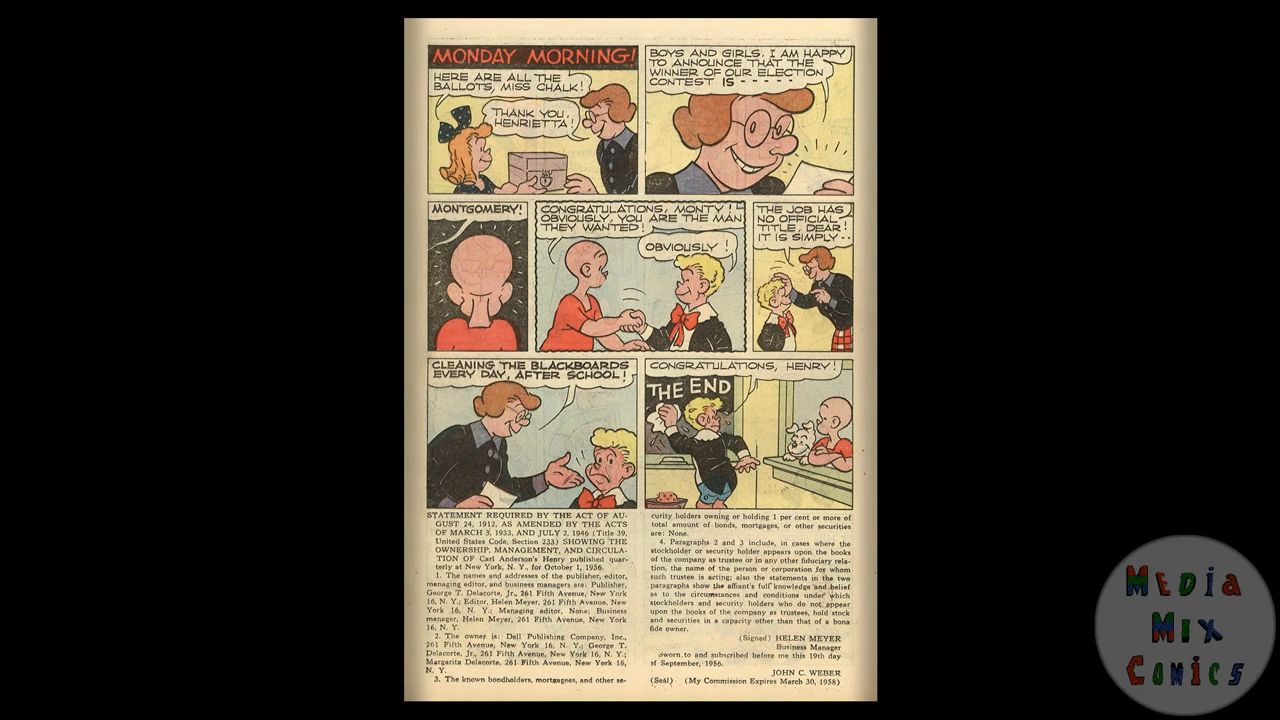 MONDAY MORNING!
HERE ARE ALL THE
BALLOTS, MISS CHALK!
THANK YOU,
HENRIETTA!
BOYS AND GIRLS, I AM HAPPY
TO ANNOUNCE THAT THE
WINNER OF OUR ELECTION
CONTEST IS - - - - -
MONTGOMERY!
CONGRATULATIONS, MONTY!
OBVIOUSLY, YOU ARE THE MAN
THEY WANTED!
OBVIOUSLY!
THE JOB HAS
NO OFFICIAL
TITLE, DEAR!
IT IS SIMPLY--
CLEANING THE BLACKBOARDS
EVERY DAY, AFTER SCHOOL!
CONGRATULATIONS, HENRY!
THE END
STATEMENT REQUIRED BY THE ACT OF AU-
GUST 24, 1912, AS AMENDED BY THE ACTS
OF MARCH 3, 1933, AND JULY 2, 1946 (Title 39,
United States Code, Section 233) SHOWING THE
OWNERSHIP, MANAGEMENT, AND CIRCULA-
TION OF Carl Anderson's Henry published quar-
terly at New York, N. Y., for October 1, 1956.
1. The names and addresses of the publisher, editor,
managing editor, and business managers are: Publisher,
George T. Delacorte, Jr., 261 Fifth Avenue, New York
16, N. Y.; Editor, Helen Meyer, 261 Fifth Avenue, New
York 16, N. Y.; Managing editor, None; Business
manager, Helen Meyer, 261 Fifth Avenue, New York
16, N. Y.
2. The owner is: Dell Publishing Company, Inc.,
261 Fifth Avenue, New York 16, N. Y.; George T.
Delacorte, Jr., 261 Fifth Avenue, New York 16, N. Y.;
Margarita Delacorte, 261 Fifth Avenue, New York 16,
N. Y.
3. The known bondholders, mortgagees, and other se-
curity holders owning or holding 1 per cent or more of
total amount of bonds, mortgages, or other securities
are: None.
4. Paragraphs 2 and 3 include, in cases where the
stockholder or security holder appears upon the books
of the company as trustee or in any other fiduciary rela-
tion, the name of the person or corporation for whom
such trustee is acting; also the statements in the two
paragraphs show the affiant's full knowledge and belief
as to the circumstances and conditions under which
stockholders and security holders who do not appear
upon the books of the company as trustees, hold stock
and securities in a capacity other than that of a bona
fide owner.
(Signed) HELEN MEYER
Business Manager
Sworn to and subscribed before me this 19th day
of September, 1956.
JOHN C. WEBER
(Seal) (My Commission Expires March 30, 1958)
MEDIA
MIX
COMICS